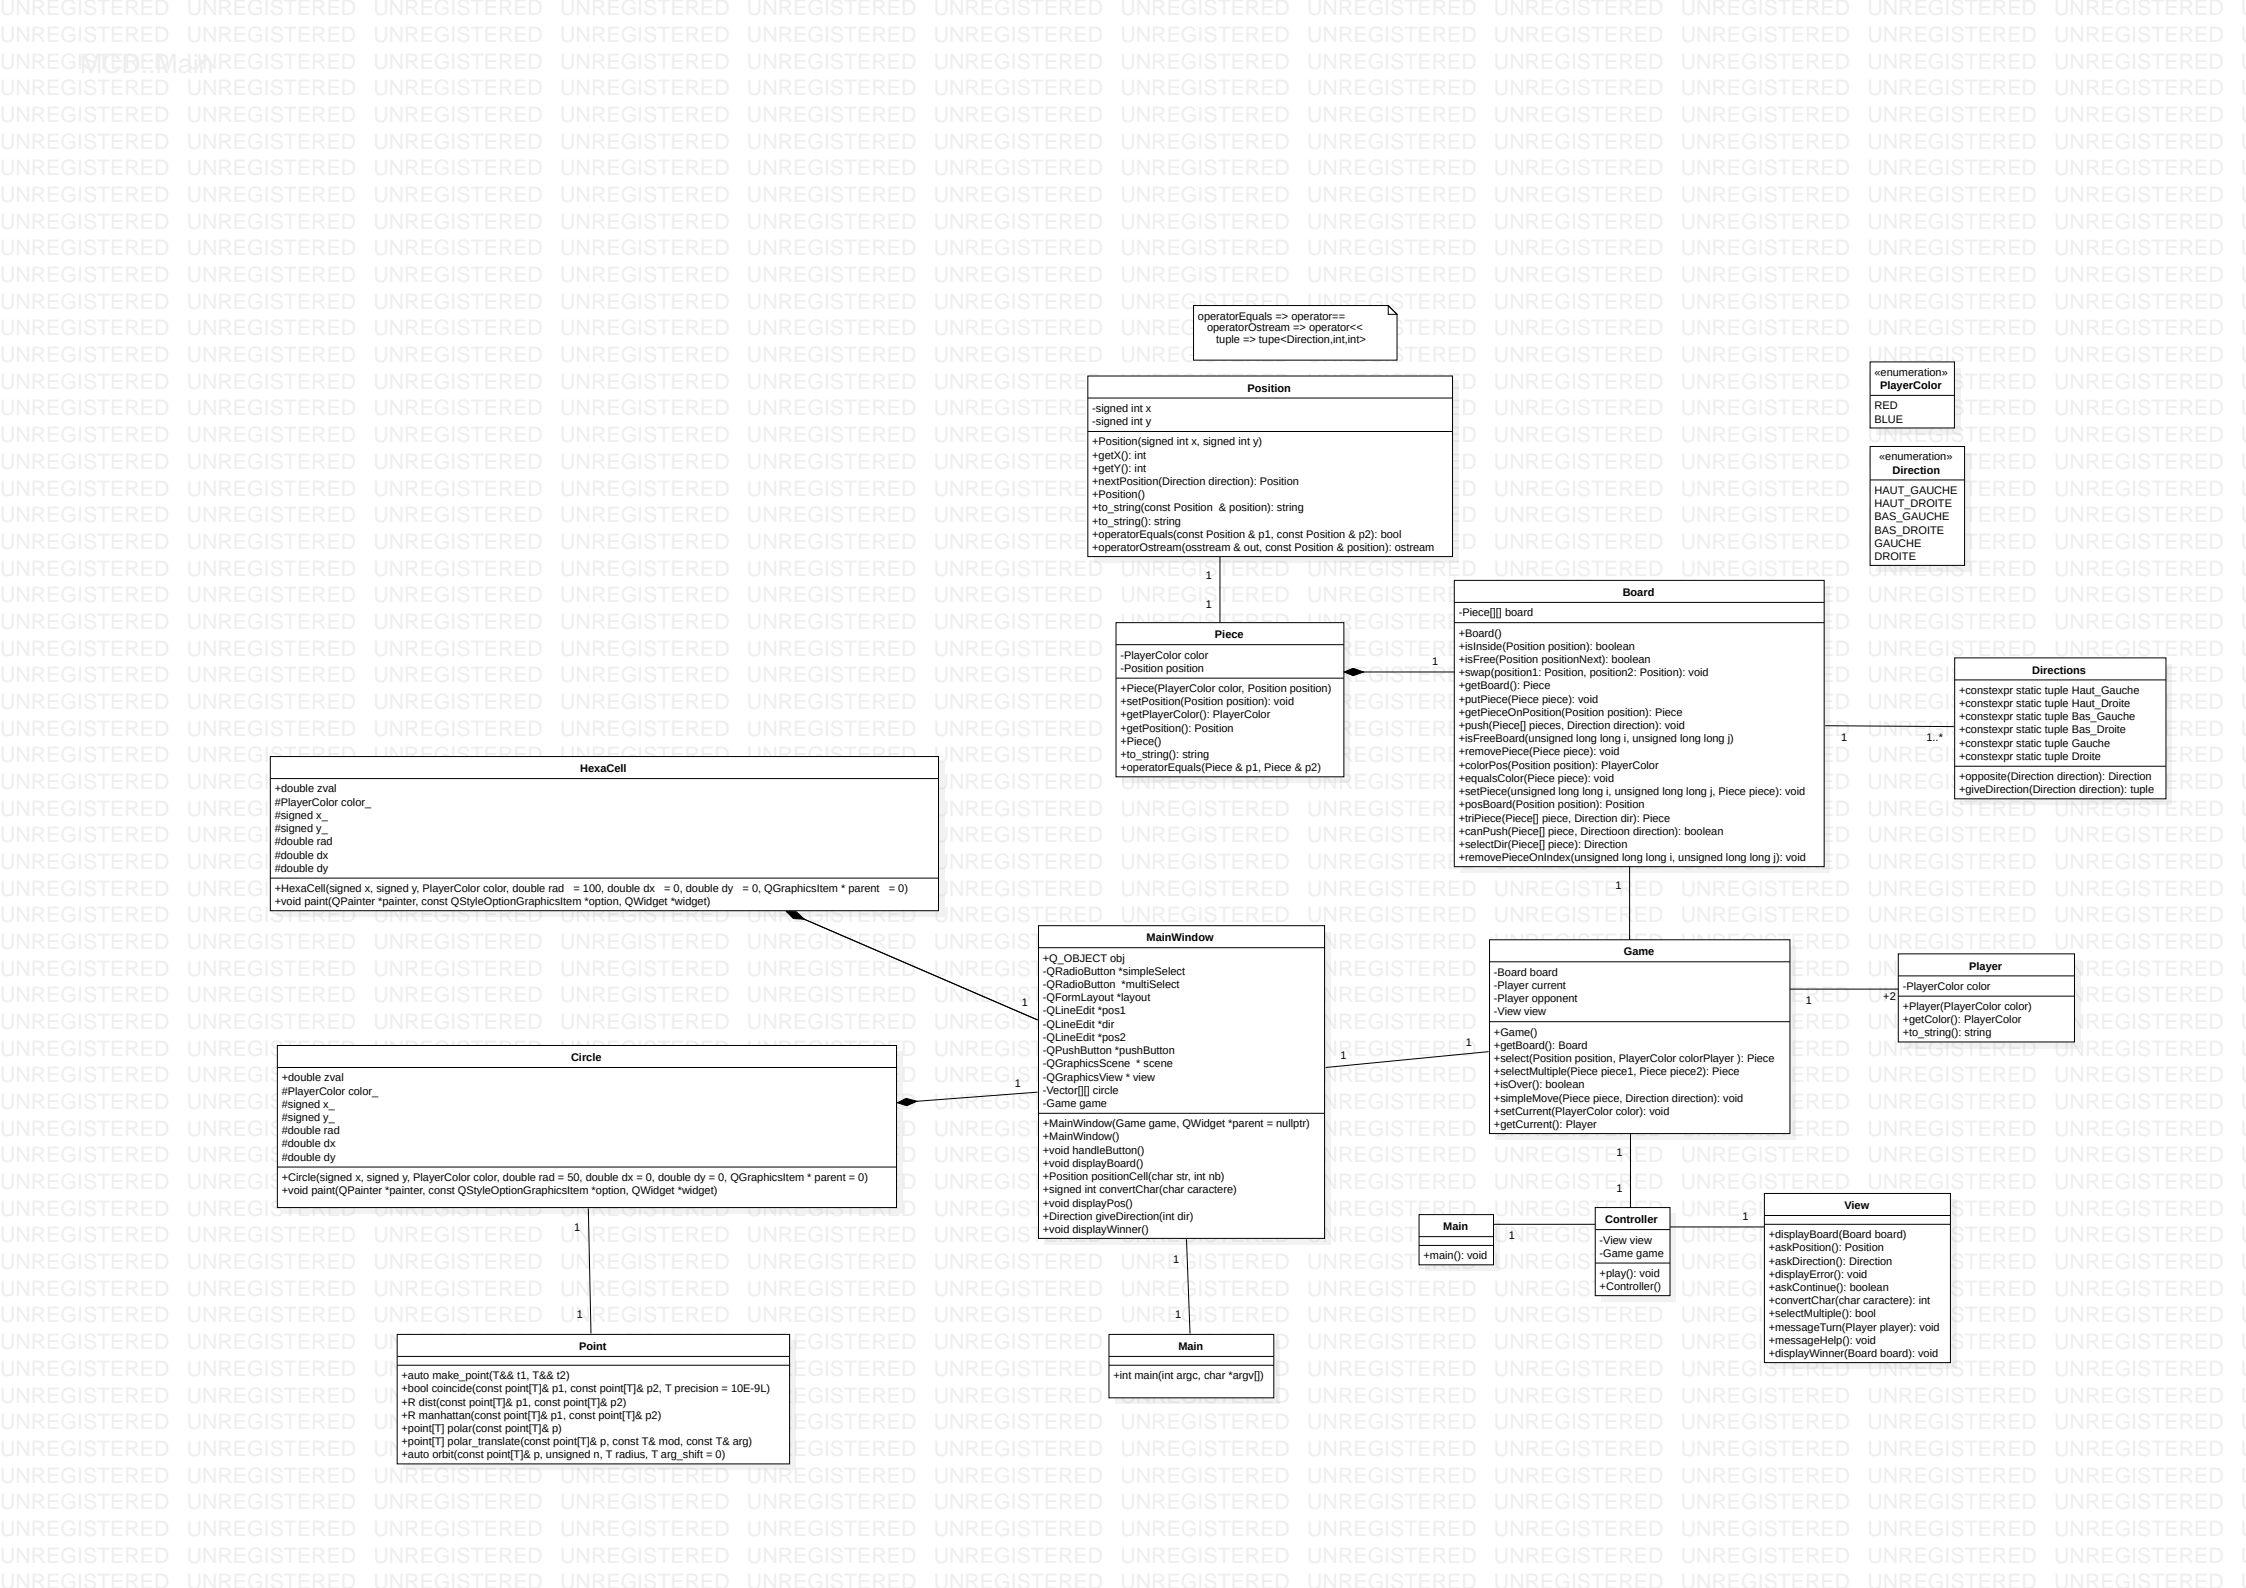 MCD::Main
operatorEquals => operator==
operatorOstream => operator<<
tuple => tupe<Direction,int,int>
Position
-signed int x
-signed int y
+Position(signed int x, signed int y)
+getX(): int
+getY(): int
+nextPosition(Direction direction): Position
+Position()
+to_string(const Position & position): string
+to_string(): string
+operatorEquals(const Position & p1, const Position & p2): bool
+operatorOstream(osstream & out, const Position & position): ostream
«enumeration»
PlayerColor
RED
BLUE
«enumeration»
Direction
HAUT_GAUCHE
HAUT_DROITE
BAS_GAUCHE
BAS_DROITE
GAUCHE
DROITE
1
1
Piece
-PlayerColor color
-Position position
+Piece(PlayerColor color, Position position)
+setPosition(Position position): void
+getPlayerColor(): PlayerColor
+getPosition(): Position
+Piece()
+to_string(): string
+operatorEquals(Piece & p1, Piece & p2)
1
Board
-Piece[][] board
+Board()
+isInside(Position position): boolean
+isFree(Position positionNext): boolean
+swap(position1: Position, position2: Position): void
+getBoard(): Piece
+putPiece(Piece piece): void
+getPieceOnPosition(Position position): Piece
+push(Piece[] pieces, Direction direction): void
+isFreeBoard(unsigned long long i, unsigned long long j)
+removePiece(Piece piece): void
+colorPos(Position position): PlayerColor
+equalsColor(Piece piece): void
+setPiece(unsigned long long i, unsigned long long j, Piece piece): void
+posBoard(Position position): Position
+triPiece(Piece[] piece, Direction dir): Piece
+canPush(Piece[] piece, Directioon direction): boolean
+selectDir(Piece[] piece): Direction
+removePieceOnIndex(unsigned long long i, unsigned long long j): void
1
1..*
Directions
+constexpr static tuple Haut_Gauche
+constexpr static tuple Haut_Droite
+constexpr static tuple Bas_Gauche
+constexpr static tuple Bas_Droite
+constexpr static tuple Gauche
+constexpr static tuple Droite
+opposite(Direction direction): Direction
+giveDirection(Direction direction): tuple
HexaCell
+double zval
#PlayerColor color_
#signed x_
#signed y_
#double rad
#double dx
#double dy
+HexaCell(signed x, signed y, PlayerColor color, double rad = 100, double dx = 0, double dy = 0, QGraphicsItem * parent = 0)
+void paint(QPainter *painter, const QStyleOptionGraphicsItem *option, QWidget *widget)
1
MainWindow
+Q_OBJECT obj
-QRadioButton *simpleSelect
-QRadioButton *multiSelect
-QFormLayout *layout
-QLineEdit *pos1
-QLineEdit *dir
-QLineEdit *pos2
-QPushButton *pushButton
-QGraphicsScene * scene
-QGraphicsView * view
-Vector[][] circle
-Game game
+MainWindow(Game game, QWidget *parent = nullptr)
+MainWindow()
+void handleButton()
+void displayBoard()
+Position positionCell(char str, int nb)
+signed int convertChar(char caractere)
+void displayPos()
+Direction giveDirection(int dir)
+void displayWinner()
1
1
1
Game
-Board board
-Player current
-Player opponent
-View view
+Game()
+getBoard(): Board
+select(Position position, PlayerColor colorPlayer ): Piece
+selectMultiple(Piece piece1, Piece piece2): Piece
+isOver(): boolean
+simpleMove(Piece piece, Direction direction): void
+setCurrent(PlayerColor color): void
+getCurrent(): Player
1
+2
Player
-PlayerColor color
+Player(PlayerColor color)
+getColor(): PlayerColor
+to_string(): string
Circle
+double zval
#PlayerColor color_
#signed x_
#signed y_
#double rad
#double dx
#double dy
+Circle(signed x, signed y, PlayerColor color, double rad = 50, double dx = 0, double dy = 0, QGraphicsItem * parent = 0)
+void paint(QPainter *painter, const QStyleOptionGraphicsItem *option, QWidget *widget)
1
1
1
Main
+main(): void
1
Controller
-View view
-Game game
+play(): void
+Controller()
1
View
+displayBoard(Board board)
+askPosition(): Position
+askDirection(): Direction
+displayError(): void
+askContinue(): boolean
+convertChar(char caractere): int
+selectMultiple(): bool
+messageTurn(Player player): void
+messageHelp(): void
+displayWinner(Board board): void
1
1
Point
+auto make_point(T&& t1, T&& t2)
+bool coincide(const point[T]& p1, const point[T]& p2, T precision = 10E-9L)
+R dist(const point[T]& p1, const point[T]& p2)
+R manhattan(const point[T]& p1, const point[T]& p2)
+point[T] polar(const point[T]& p)
+point[T] polar_translate(const point[T]& p, const T& mod, const T& arg)
+auto orbit(const point[T]& p, unsigned n, T radius, T arg_shift = 0)
1
1
Main
+int main(int argc, char *argv[])
UNREGISTERED